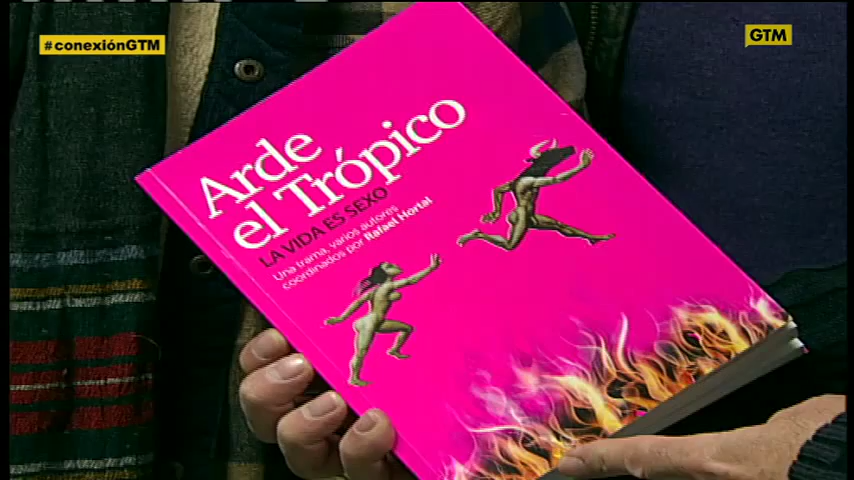 #conexiónGTM
GTM
Arde
el Trópico
LA VIDA ES SEXO
Una trama, varios autores
coordinados por Rafael Hortal